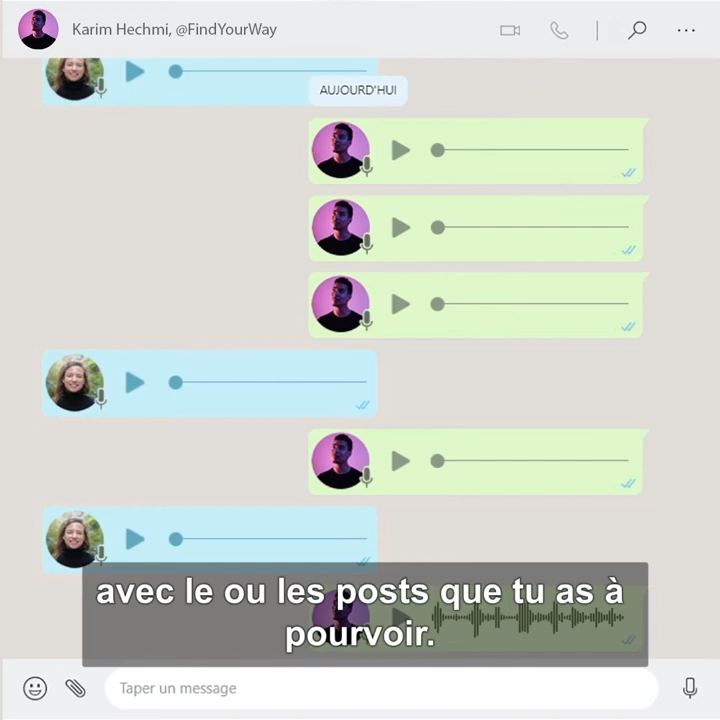 Karim Hechmi, @FindYourWay
AUJOURD'HUI
avec le ou les posts que tu as à
pourvoir.
Taper un message